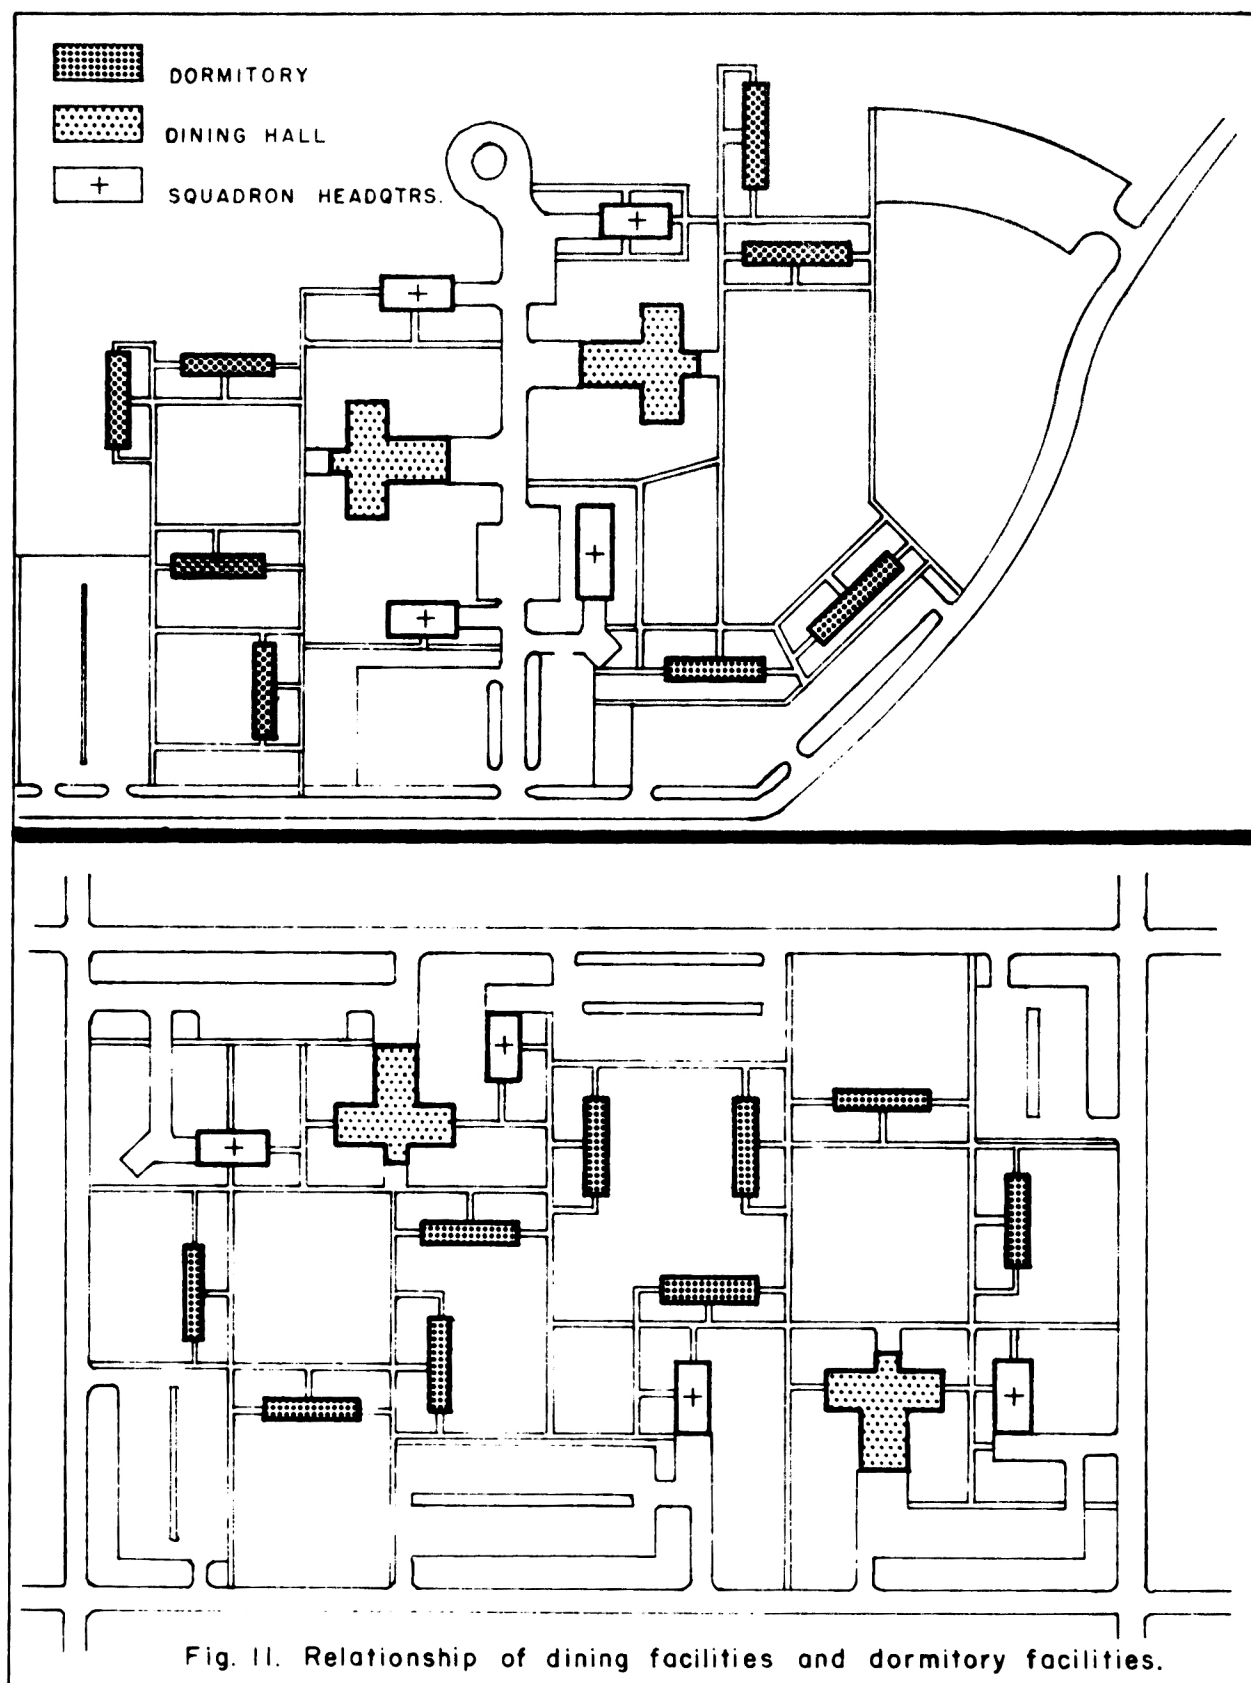 DORMITORY
DINING HALL
SQUADRON HEADQTRS.
Fig. 11. Relationship of dining facilities and dormitory facilities.